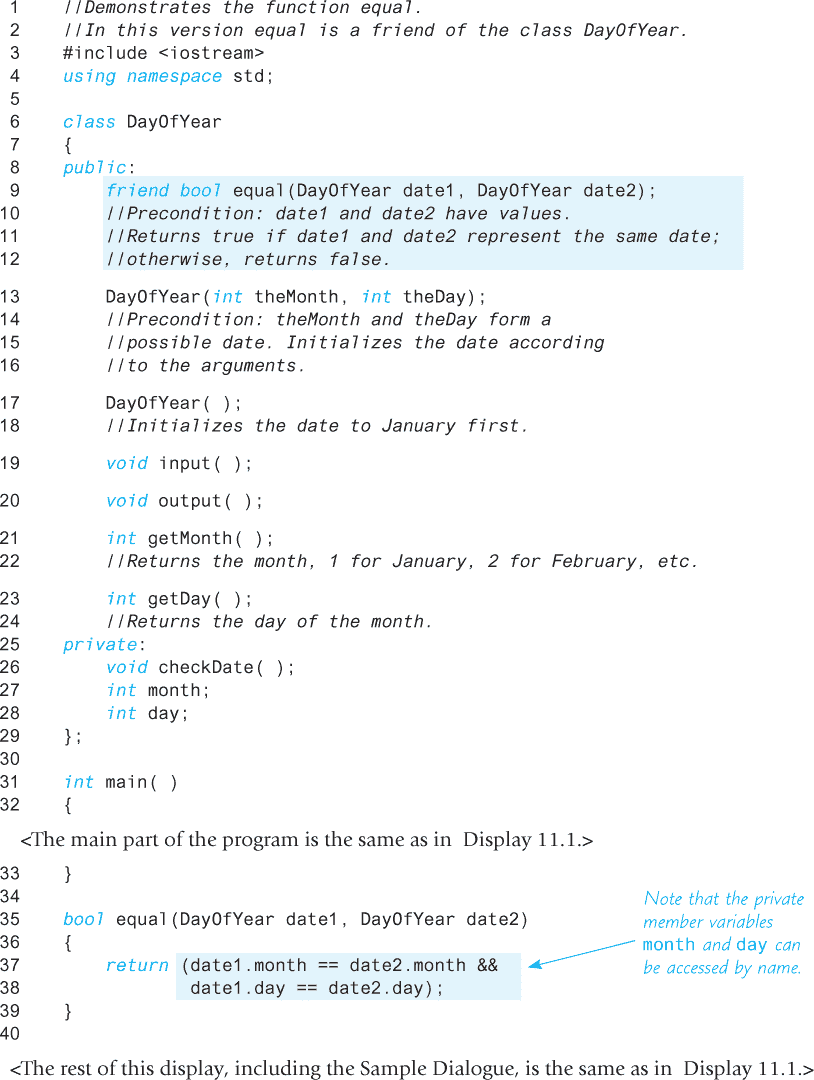 1 //Demonstrates the function equal.
2 //In this version equal is a friend of the class DayOfYear.
3 #include <iostream>
4 using namespace std;
5
6 class DayOfYear
7 {
8 public:
9 friend bool equal(DayOfYear date1, DayOfYear date2);
10 //Precondition: date1 and date2 have values.
11 //Returns true if date1 and date2 represent the same date;
12 //otherwise, returns false.
13 DayOfYear(int theMonth, int theDay);
14 //Precondition: theMonth and theDay form a
15 //possible date. Initializes the date according
16 //to the arguments.
17 DayOfYear( );
18 //Initializes the date to January first.
19 void input( );
20 void output( );
21 int getMonth( );
22 //Returns the month, 1 for January, 2 for February, etc.
23 int getDay( );
24 //Returns the day of the month.
25 private:
26 void checkDate( );
27 int month;
28 int day;
29 };
30
31 int main( )
32 {
<The main part of the program is the same as in Display 11.1.>
33 }
34
35 bool equal(DayOfYear date1, DayOfYear date2)
36 {
37 return (date1.month == date2.month &&
38 date1.day == date2.day);
39 }
40
Note that the private
member variables
month and day can
be accessed by name.
<The rest of this display, including the Sample Dialogue, is the same as in Display 11.1.>